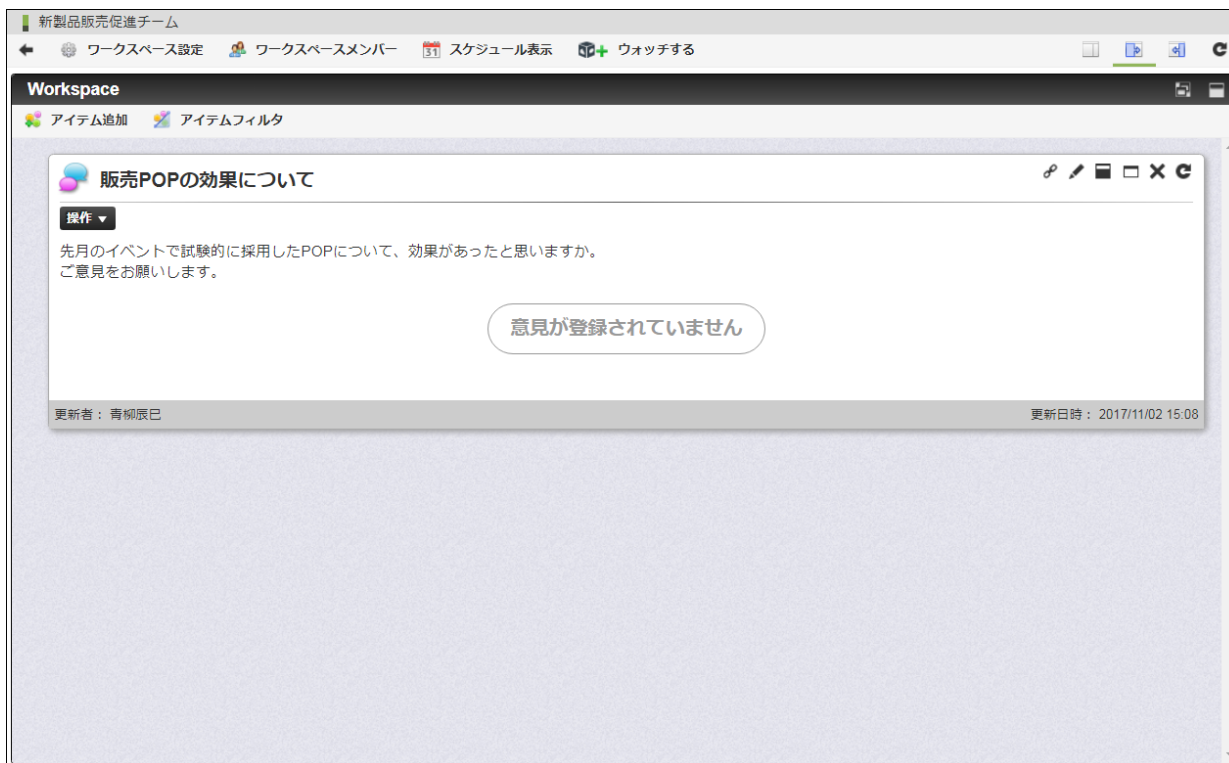 新製品販売促進チーム
ワークスペース設定 ワークスペースメンバー 31 スケジュール表示 ウォッチする
Workspace
アイテム追加 アイテムフィルタ
販売POPの効果について
操作 ▼
先月のイベントで試験的に採用したPOPについて、効果があったと思いますか。
ご意見をお願いします。
意見が登録されていません
更新者： 青柳辰巳 更新日時： 2017/11/02 15:08